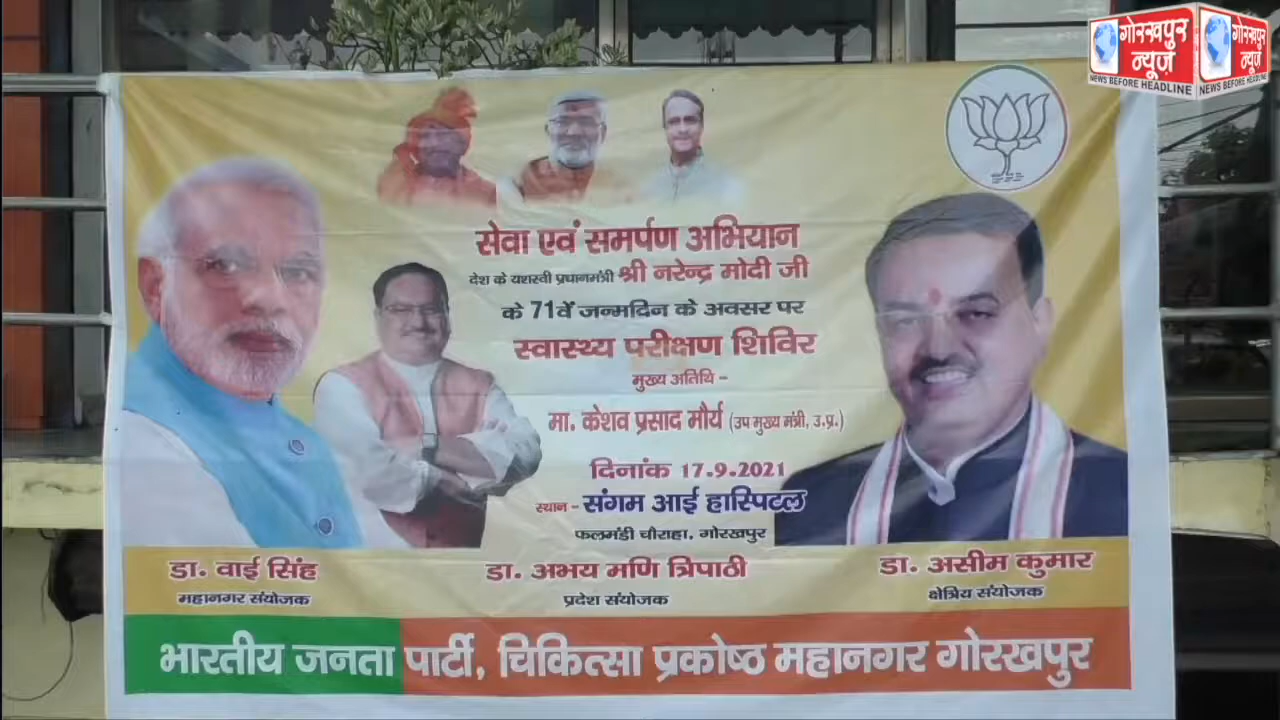 गोरखपुर न्यूज़
NEWS BEFORE HEADLINE
गोरखपुर न्यूज़
NEWS BEFORE HEADLINE
सेवा एवं समर्पण अभियान
देश के यशस्वी प्रधानमंत्री श्री नरेन्द्र मोदी जी
के 71वें जन्मदिन के अवसर पर
स्वास्थ्य परीक्षण शिविर
मुख्य अतिथि -
मा. केशव प्रसाद मौर्य (उप मुख्य मंत्री, उ.प्र.)
दिनांक 17.9.2021
स्थान - संगम आई हास्पिटल
फलमंडी चौराहा, गोरखपुर
डा. वाई सिंह
महानगर संयोजक
डा. अभय मणि त्रिपाठी
प्रदेश संयोजक
डा. असीम कुमार
क्षेत्रिय संयोजक
भारतीय जनता पार्टी, चिकित्सा प्रकोष्ठ महानगर गोरखपुर